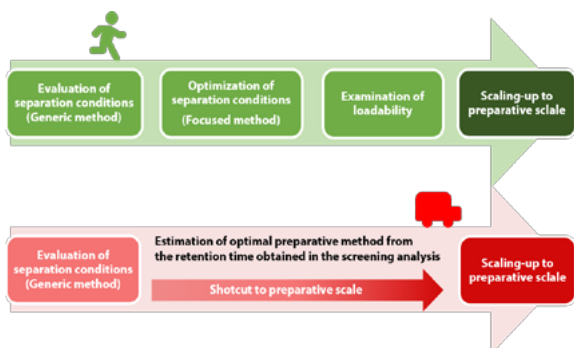 Evaluation of
separation conditions
(Generic method)
Optimization of
separation conditions
(Focused method)
Examination of
loadability
Scaling-up to
preparative sclale
Estimation of optimal preparative method from
the retention time obtained in the screening analysis
Evaluation of
separation conditions
(Generic method)
Shotcut to preparative scale
Scaling-up to
preparative sclale